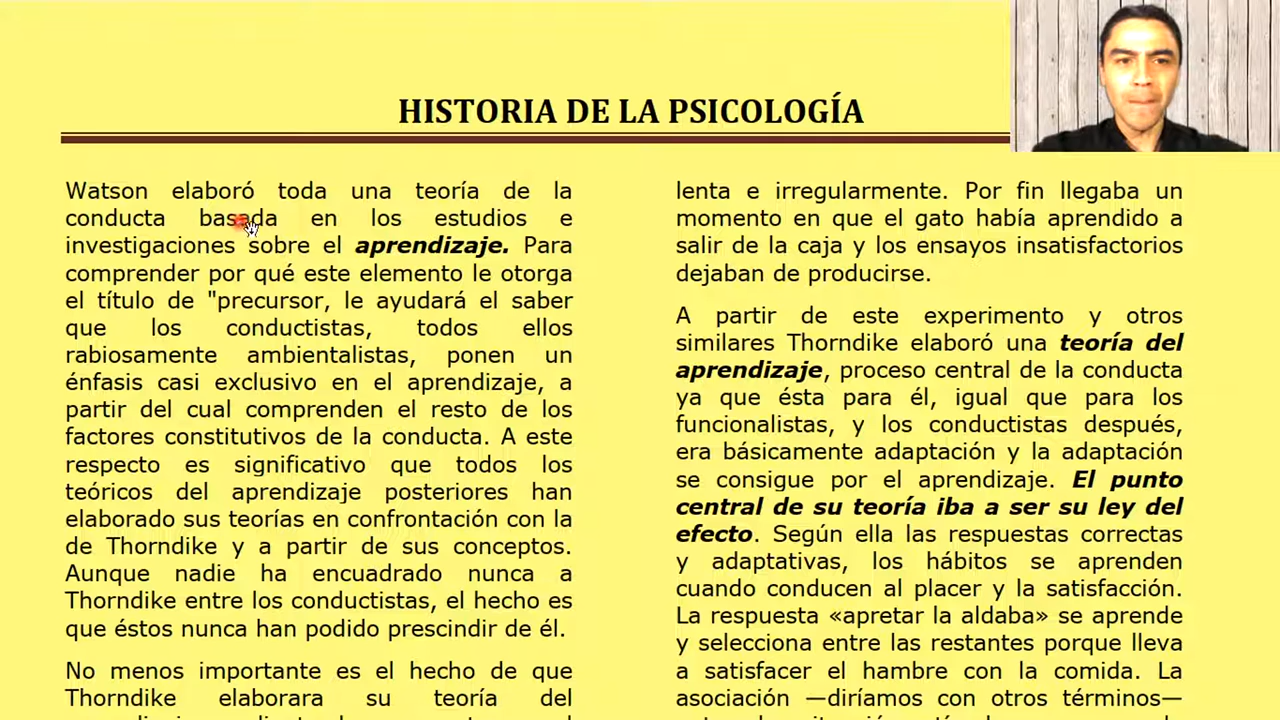 HISTORIA DE LA PSICOLOGÍA
Watson elaboró toda una teoría de la
conducta basada en los estudios e
investigaciones sobre el aprendizaje. Para
comprender por qué este elemento le otorga
el título de "precursor, le ayudará el saber
que los conductistas, todos ellos
rabiosamente ambientalistas, ponen un
énfasis casi exclusivo en el aprendizaje, a
partir del cual comprenden el resto de los
factores constitutivos de la conducta. A este
respecto es significativo que todos los
teóricos del aprendizaje posteriores han
elaborado sus teorías en confrontación con la
de Thorndike y a partir de sus conceptos.
Aunque nadie ha encuadrado nunca a
Thorndike entre los conductistas, el hecho es
que éstos nunca han podido prescindir de él.
No menos importante es el hecho de que
Thorndike elaborara su teoría del
lenta e irregularmente. Por fin llegaba un
momento en que el gato había aprendido a
salir de la caja y los ensayos insatisfactorios
dejaban de producirse.
A partir de este experimento y otros
similares Thorndike elaboró una teoría del
aprendizaje, proceso central de la conducta
ya que ésta para él, igual que para los
funcionalistas, y los conductistas después,
era básicamente adaptación y la adaptación
se consigue por el aprendizaje. El punto
central de su teoría iba a ser su ley del
efecto. Según ella las respuestas correctas
y adaptativas, los hábitos se aprenden
cuando conducen al placer y la satisfacción.
La respuesta «apretar la aldaba» se aprende
y selecciona entre las restantes porque lleva
a satisfacer el hambre con la comida. La
asociación —diríamos con otros términos—